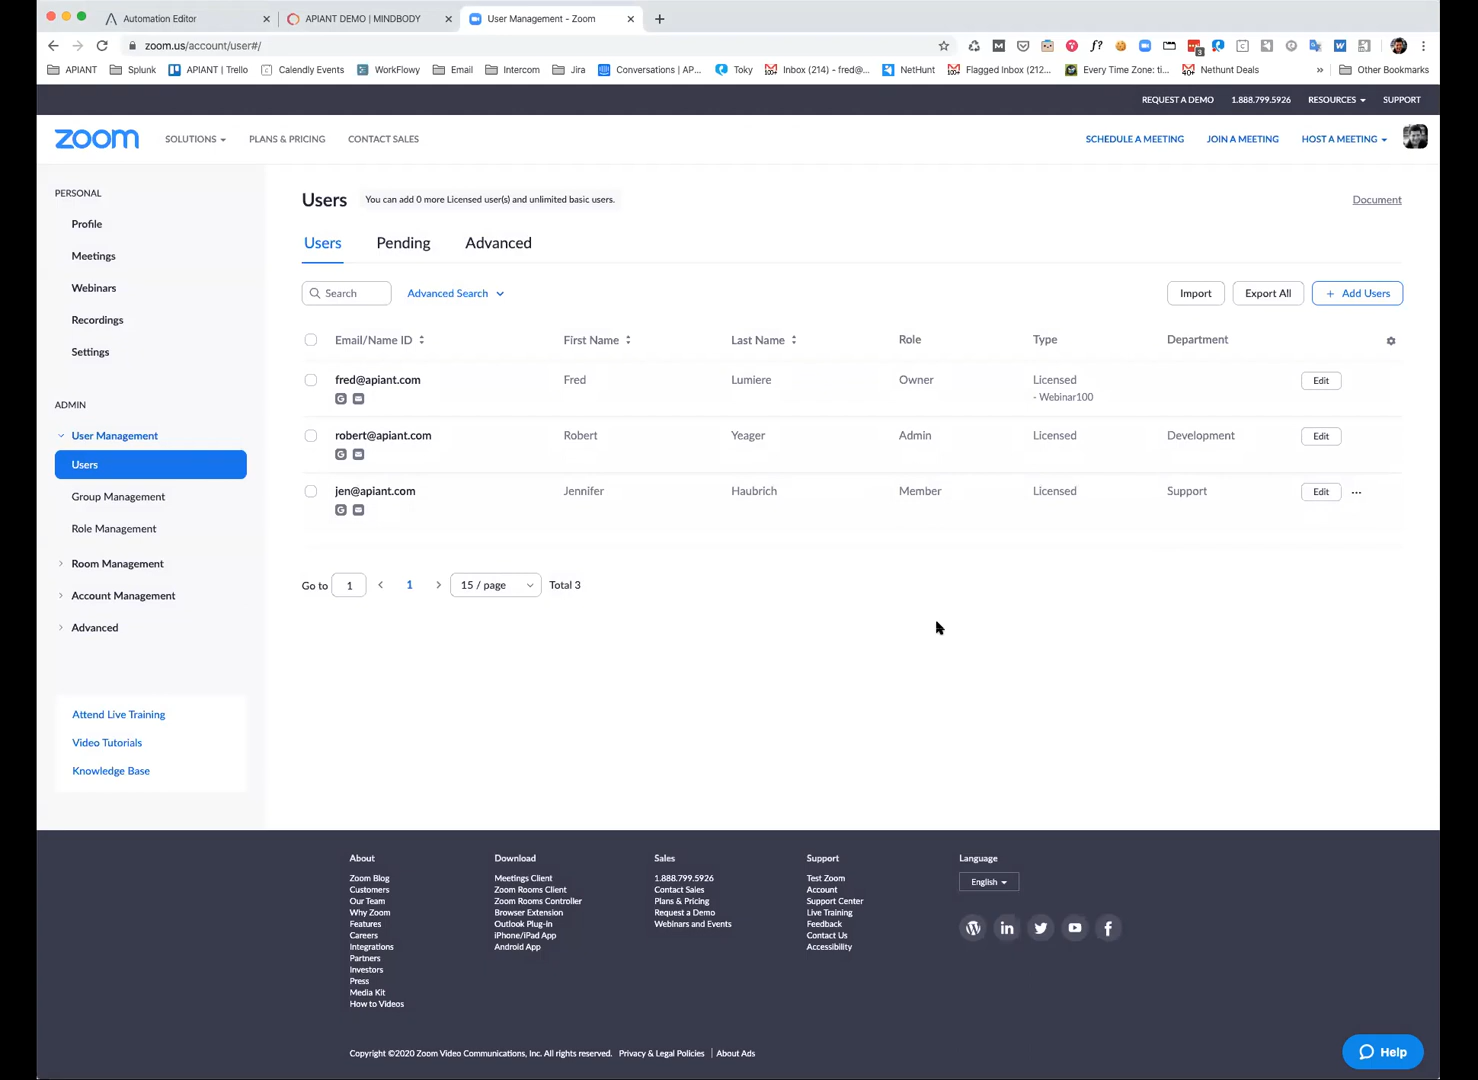 Automation Editor
APIANT DEMO | MINDBODY
User Management - Zoom
zoom.us/account/user#/
APIANT
Splunk
APIANT | Trello
Calendly Events
WorkFlowy
Email
Intercom
Jira
Conversations | AP...
Toky
Inbox (214) - fred@...
NetHunt
Flagged Inbox (212...
Every Time Zone: ti...
Nethunt Deals
»
Other Bookmarks
REQUEST A DEMO
1.888.799.5926
RESOURCES
SUPPORT
zoom
SOLUTIONS
PLANS & PRICING
CONTACT SALES
SCHEDULE A MEETING
JOIN A MEETING
HOST A MEETING
PERSONAL
Profile
Meetings
Webinars
Recordings
Settings
ADMIN
User Management
Users
Group Management
Role Management
Room Management
Account Management
Advanced
Attend Live Training
Video Tutorials
Knowledge Base
Users
You can add 0 more Licensed user(s) and unlimited basic users.
Document
Users
Pending
Advanced
Search
Advanced Search
Import
Export All
+ Add Users
Email/Name ID
First Name
Last Name
Role
Type
Department
fred@apiant.com
Fred
Lumiere
Owner
Licensed
- Webinar100
Edit
robert@apiant.com
Robert
Yeager
Admin
Licensed
Development
Edit
jen@apiant.com
Jennifer
Haubrich
Member
Licensed
Support
Edit
...
Go to 1
1
15 / page
Total 3
About
Zoom Blog
Customers
Our Team
Why Zoom
Features
Careers
Integrations
Partners
Investors
Press
Media Kit
How to Videos
Download
Meetings Client
Zoom Rooms Client
Zoom Rooms Controller
Browser Extension
Outlook Plug-in
iPhone/iPad App
Android App
Sales
1.888.799.5926
Contact Sales
Plans & Pricing
Request a Demo
Webinars and Events
Support
Test Zoom
Account
Support Center
Live Training
Feedback
Contact Us
Accessibility
Language
English
Copyright ©2020 Zoom Video Communications, Inc. All rights reserved.
Privacy & Legal Policies | About Ads
Help